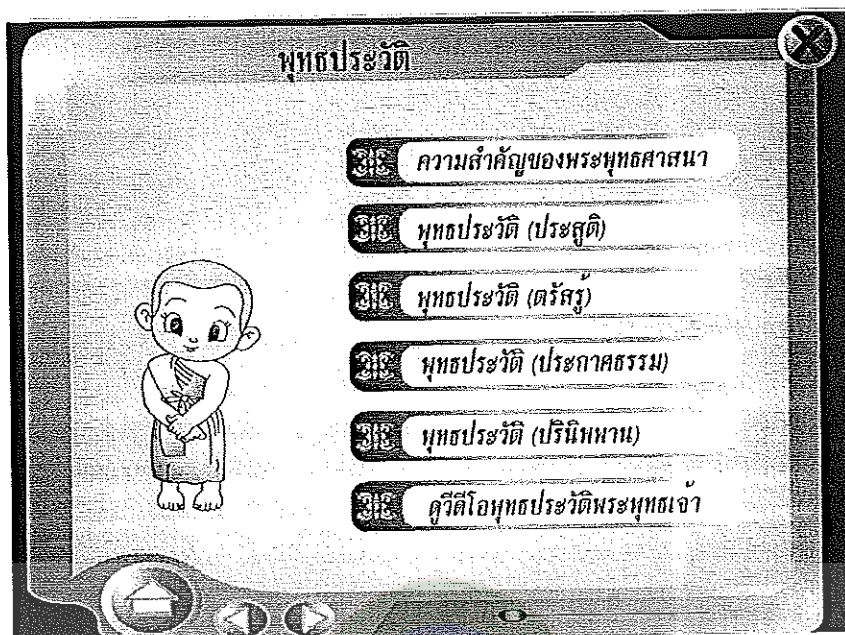 พุทธประวัติ
ความสำคัญของพระพุทธศาสนา
พุทธประวัติ (ประสูติ)
พุทธประวัติ (ตรัสรู้)
พุทธประวัติ (ประกาศธรรม)
พุทธประวัติ (ปรินิพพาน)
ดูวีดีโอพุทธประวัติพระพุทธเจ้า